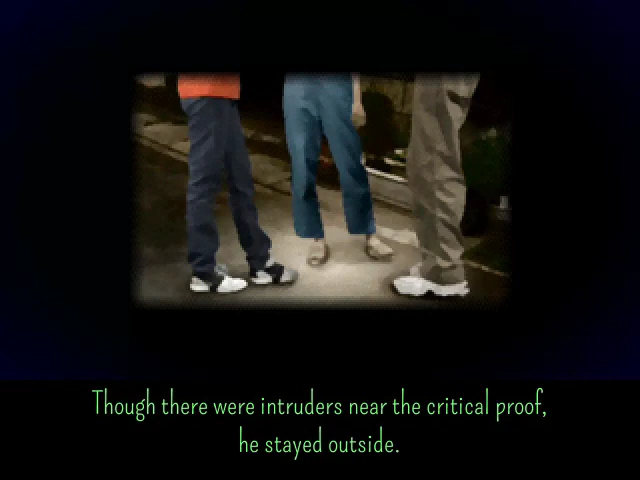 Though there were intruders near the critical proof,
he stayed outside.